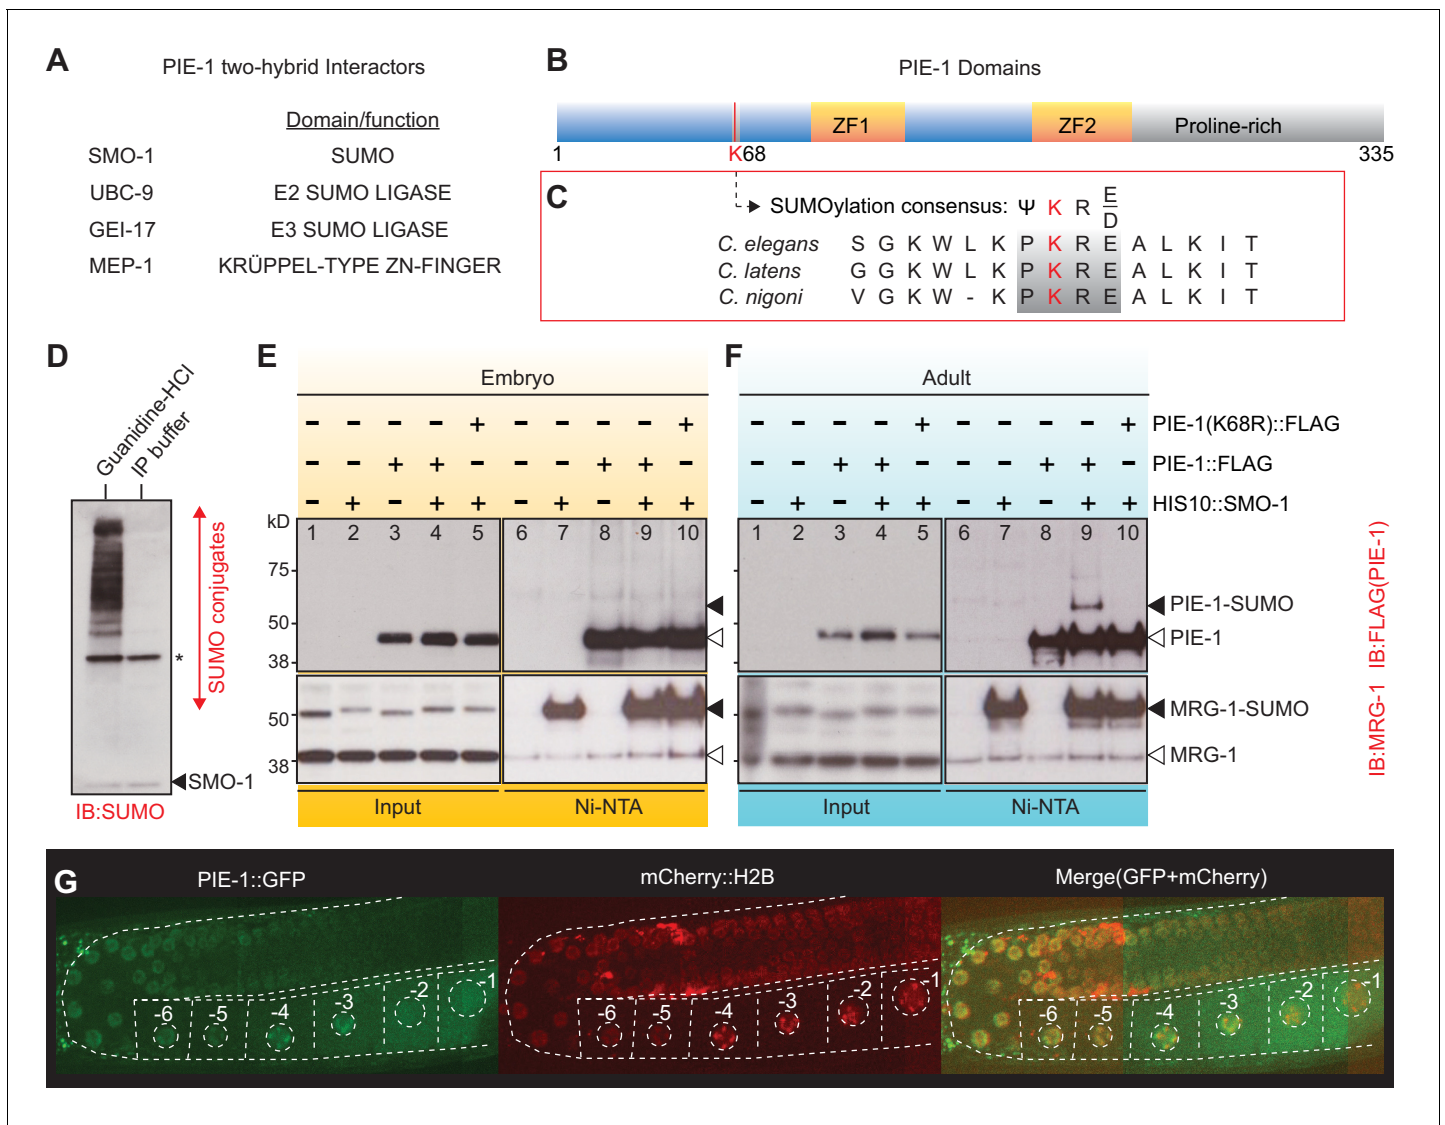 A
PIE-1 two-hybrid Interactors
Domain/function
SMO-1 SUMO
UBC-9 E2 SUMO LIGASE
GEI-17 E3 SUMO LIGASE
MEP-1 KRÜPPEL-TYPE ZN-FINGER
B
PIE-1 Domains
ZF1 ZF2 Proline-rich
1 K68 335
C
SUMOylation consensus: Ψ K R E/D
C. elegans S G K W L K P K R E A L K I T
C. latens G G K W L K P K R E A L K I T
C. nigoni V G K W - K P K R E A L K I T
D
Guanidine-HCl
IP buffer
SUMO conjugates
*
SMO-1
IB:SUMO
E
Embryo
- - - - + - - - - +
- - + + - - - + + -
- + - + + - + - + +
kD
1 2 3 4 5 6 7 8 9 10
75
50
38
50
38
Input Ni-NTA
F
Adult
- - - - + - - - - + PIE-1(K68R)::FLAG
- - + + - - - + + - PIE-1::FLAG
- + - + + - + - + + HIS10::SMO-1
1 2 3 4 5 6 7 8 9 10
75
50
38
50
38
PIE-1-SUMO
PIE-1
MRG-1-SUMO
MRG-1
IB:MRG-1 IB:FLAG(PIE-1)
Input Ni-NTA
G
PIE-1::GFP mCherry::H2B Merge(GFP+mCherry)
-6 -5 -4 -3 -2 -1
-6 -5 -4 -3 -2 -1
-6 -5 -4 -3 -2 -1